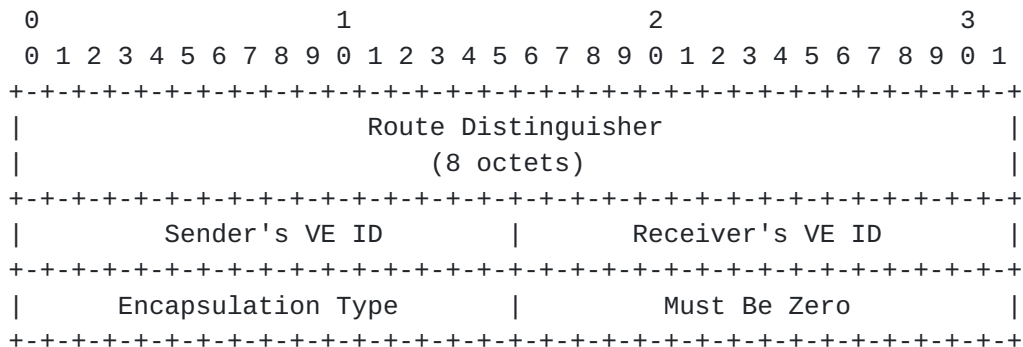 0                   1                   2                   3
 0 1 2 3 4 5 6 7 8 9 0 1 2 3 4 5 6 7 8 9 0 1 2 3 4 5 6 7 8 9 0 1
+-+-+-+-+-+-+-+-+-+-+-+-+-+-+-+-+-+-+-+-+-+-+-+-+-+-+-+-+-+-+-+-+
|                      Route Distinguisher                      |
|                          (8 octets)                           |
+-+-+-+-+-+-+-+-+-+-+-+-+-+-+-+-+-+-+-+-+-+-+-+-+-+-+-+-+-+-+-+-+
|         Sender's VE ID        |       Receiver's VE ID        |
+-+-+-+-+-+-+-+-+-+-+-+-+-+-+-+-+-+-+-+-+-+-+-+-+-+-+-+-+-+-+-+-+
|      Encapsulation Type       |         Must Be Zero          |
+-+-+-+-+-+-+-+-+-+-+-+-+-+-+-+-+-+-+-+-+-+-+-+-+-+-+-+-+-+-+-+-+